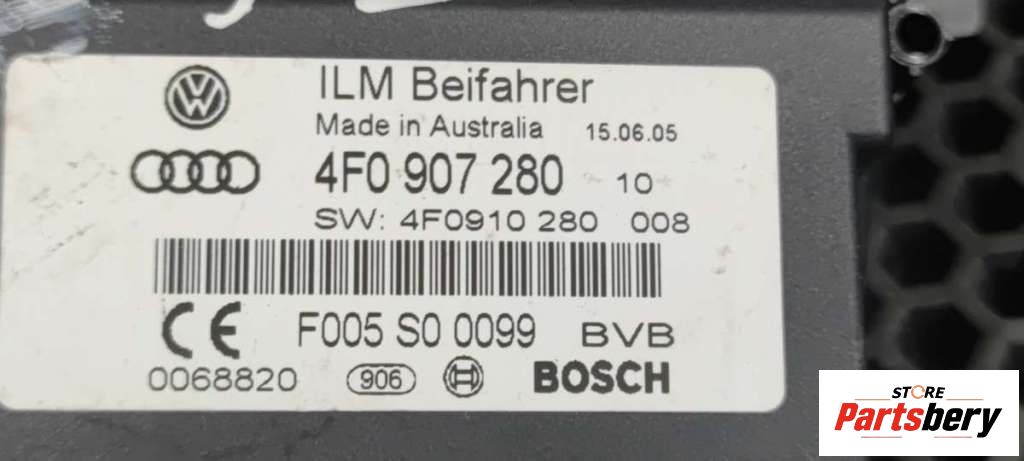 ILM Beifahrer
Made in Australia 15.06.05
4F0 907 280 10
SW: 4F0910 280 008
CE F005 S0 0099 BVB
0068820 906 BOSCH
STORE
Partsbery